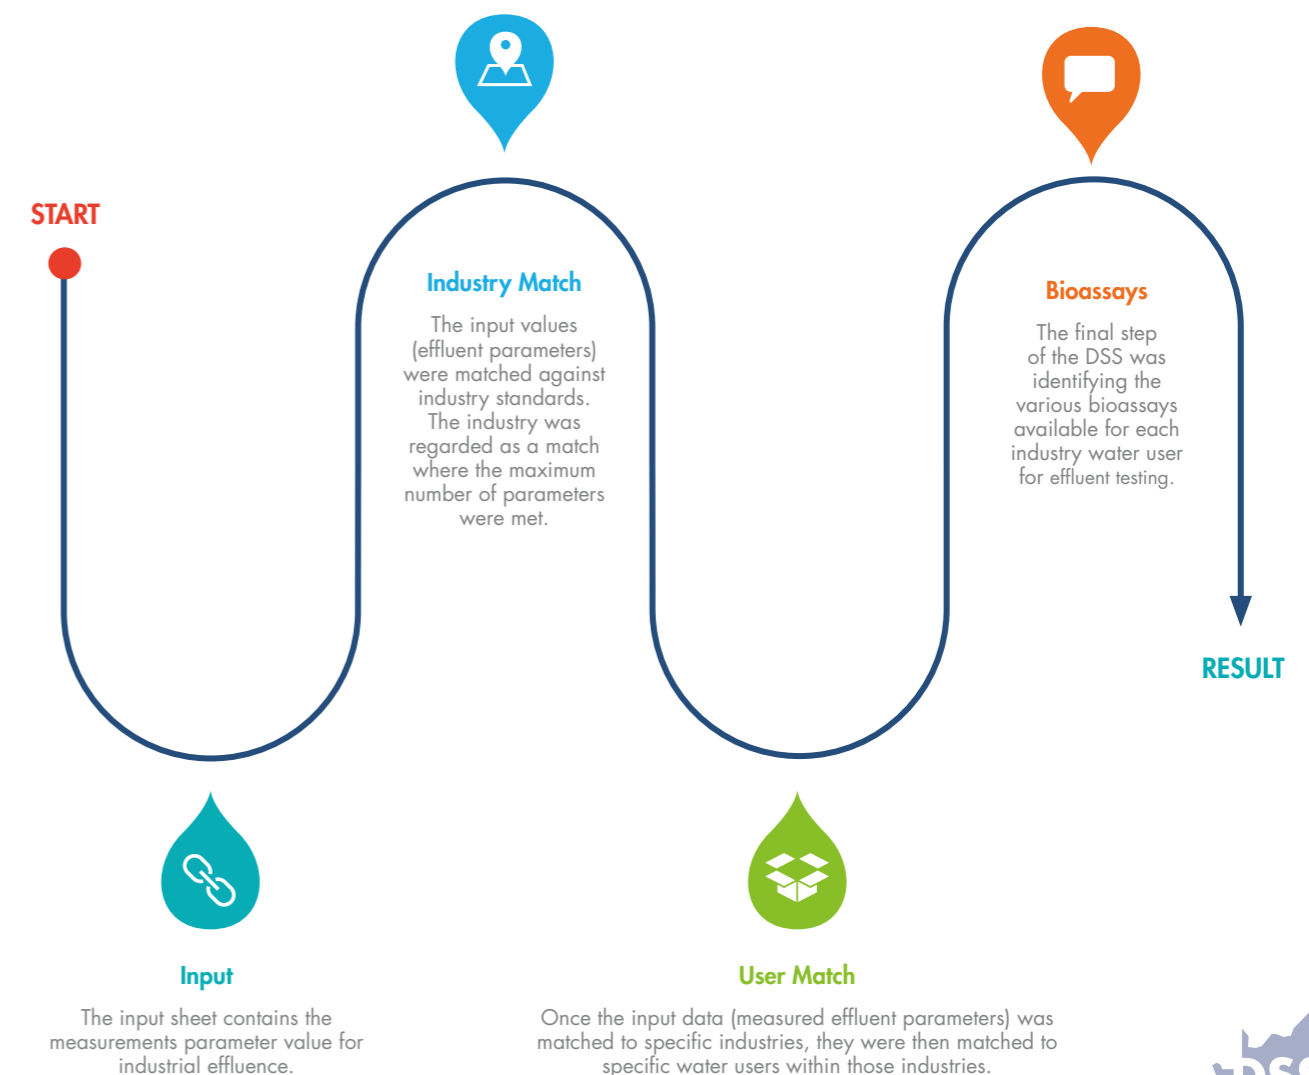 START
Industry Match
The input values
(effluent parameters)
were matched against
industry standards.
The industry was
regarded as a match
where the maximum
number of parameters
were met.
Bioassays
The final step
of the DSS was
identifying the
various bioassays
available for each
industry water user
for effluent testing.
RESULT
Input
The input sheet contains the
measurements parameter value for
industrial effluence.
User Match
Once the input data (measured effluent parameters) was
matched to specific industries, they were then matched to
specific water users within those industries.